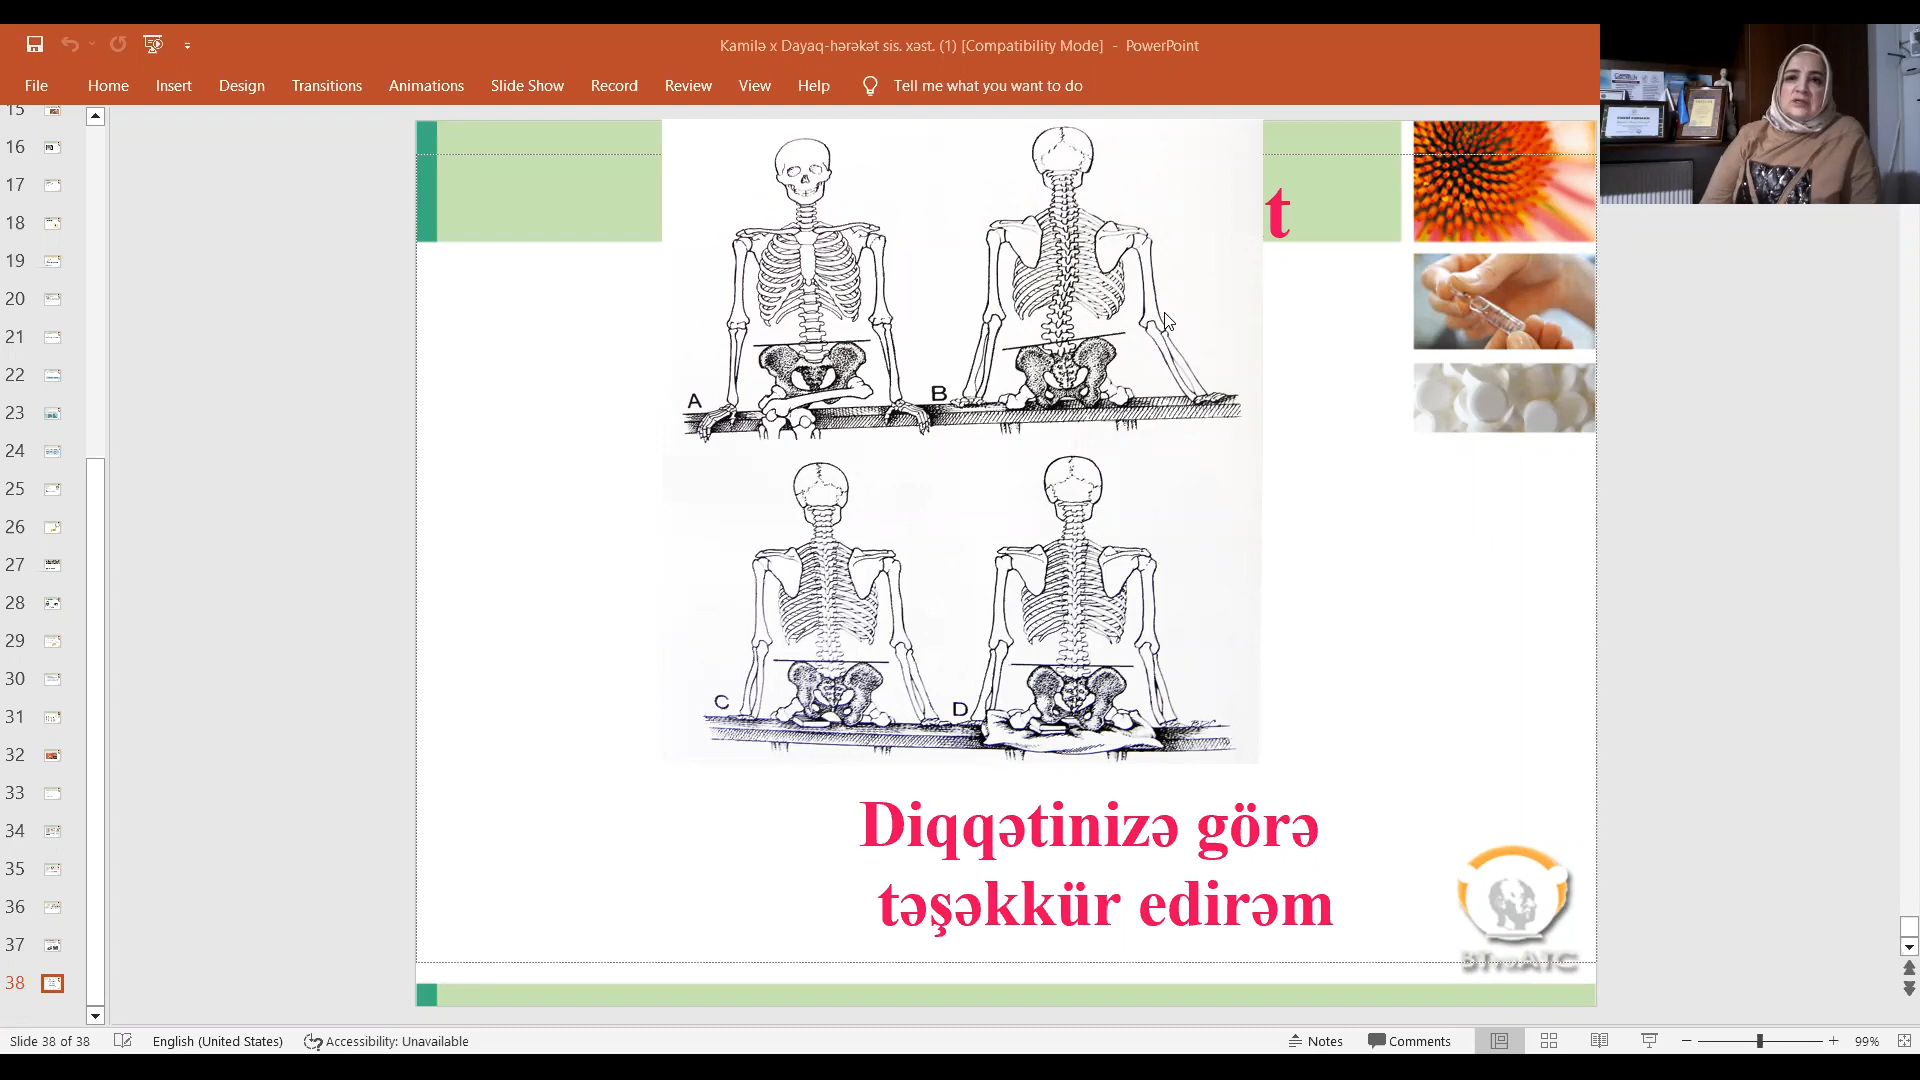 Kamilə x Dayaq-hərəkət sis. xəst. (1) [Compatibility Mode] - PowerPoint
File Home Insert Design Transitions Animations Slide Show Record Review View Help Tell me what you want to do
15
16
17
18
19
20
21
22
23
24
25
26
27
28
29
30
31
32
33
34
35
36
37
38
t
A
B
C
D
Diqqətinizə görə
təşəkkür edirəm
Slide 38 of 38 English (United States) Accessibility: Unavailable Notes Comments 99%